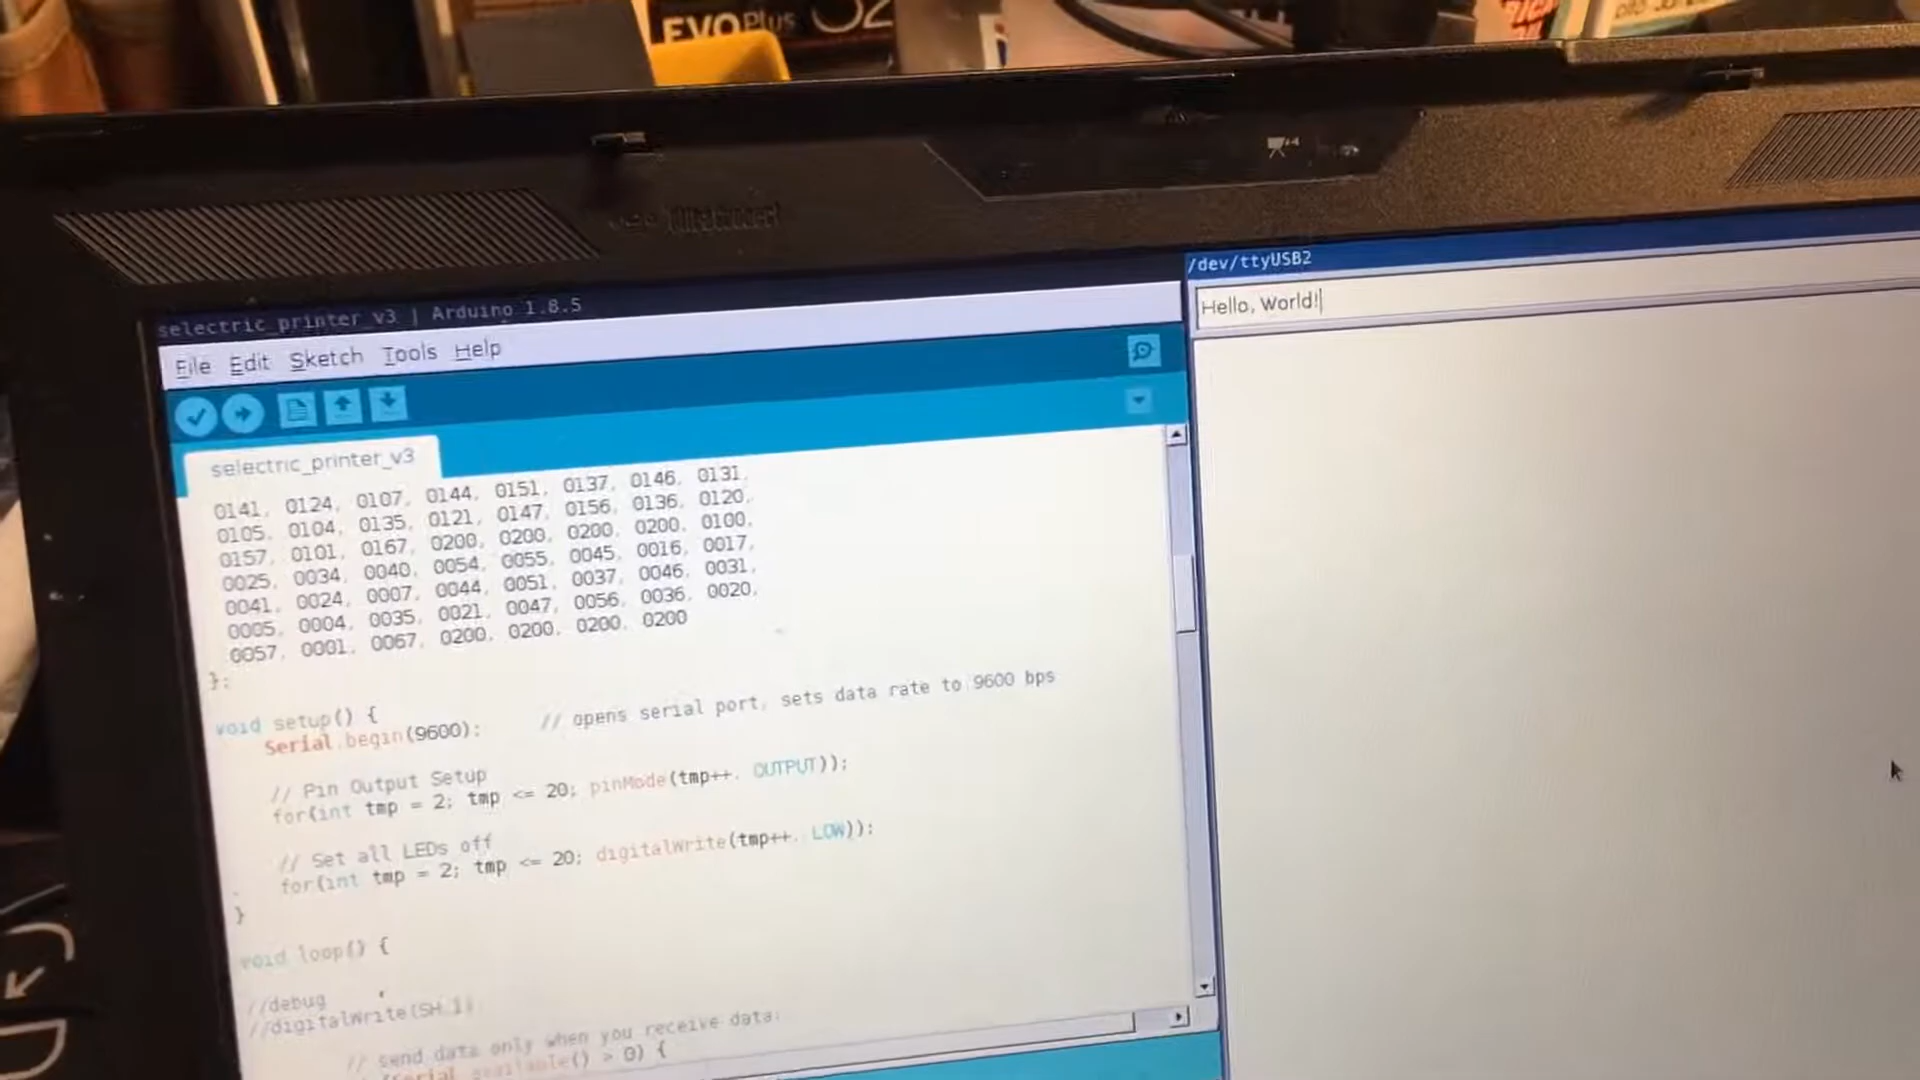 EVO Plus
/dev/ttyUSB2
Hello, World!
selectric_printer_v3 | Arduino 1.8.5
File Edit Sketch Tools Help
selectric_printer_v3
0141, 0124, 0107, 0144, 0151, 0137, 0146, 0131,
0105, 0104, 0135, 0121, 0147, 0156, 0136, 0120,
0157, 0101, 0167, 0200, 0200, 0200, 0200, 0100,
0025, 0034, 0040, 0054, 0055, 0045, 0016, 0017,
0041, 0024, 0007, 0044, 0051, 0037, 0046, 0031,
0005, 0004, 0035, 0021, 0047, 0056, 0036, 0020,
0057, 0001, 0067, 0200, 0200, 0200, 0200
};
void setup() {
Serial.begin(9600); // opens serial port, sets data rate to 9600 bps
// Pin Output Setup
for(int tmp = 2; tmp <= 20; pinMode(tmp++, OUTPUT));
// Set all LEDs off
for(int tmp = 2; tmp <= 20; digitalWrite(tmp++, LOW));
}
void loop() {
//debug
//digitalWrite(SH,1)
// send data only when you receive data:
(Serial.available() > 0) {